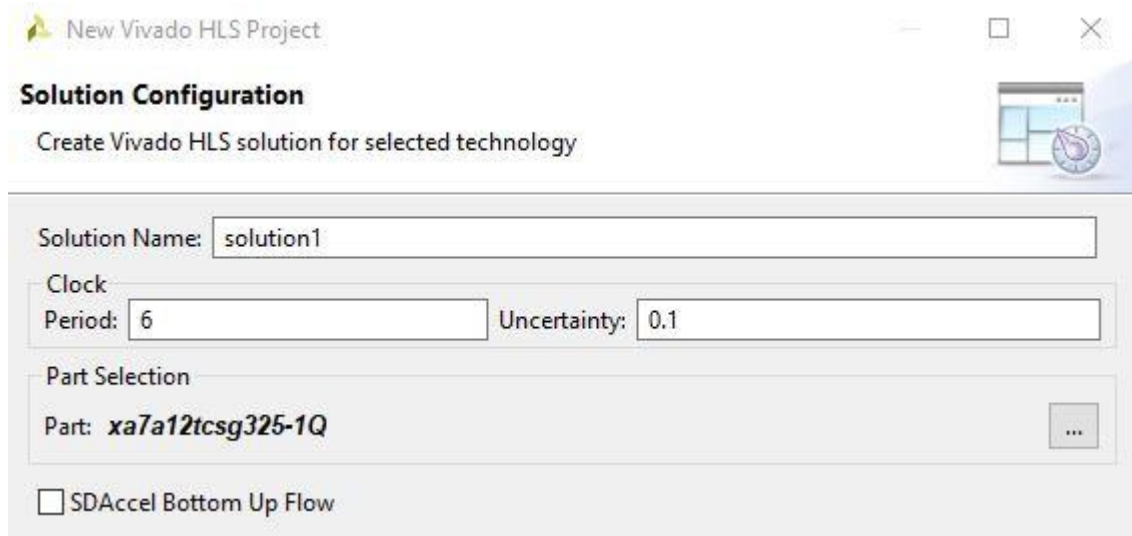 New Vivado HLS Project
Solution Configuration
Create Vivado HLS solution for selected technology
Solution Name: solution1
Clock
Period: 6 Uncertainty: 0.1
Part Selection
Part: xa7a12tcsg325-1Q ...
SDAccel Bottom Up Flow